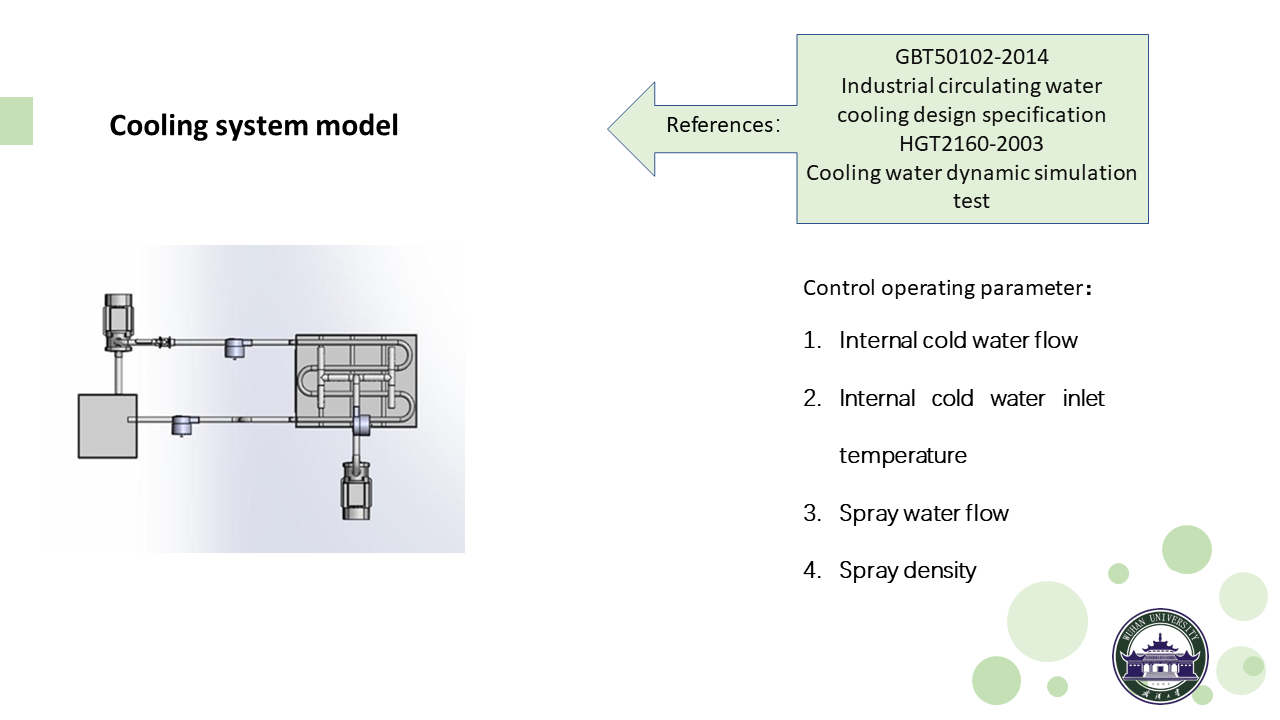 Cooling system model
References：
GBT50102-2014
Industrial circulating water
cooling design specification
HGT2160-2003
Cooling water dynamic simulation
test
Control operating parameter：
1. Internal cold water flow
2. Internal cold water inlet
temperature
3. Spray water flow
4. Spray density
WUHAN UNIVERSITY